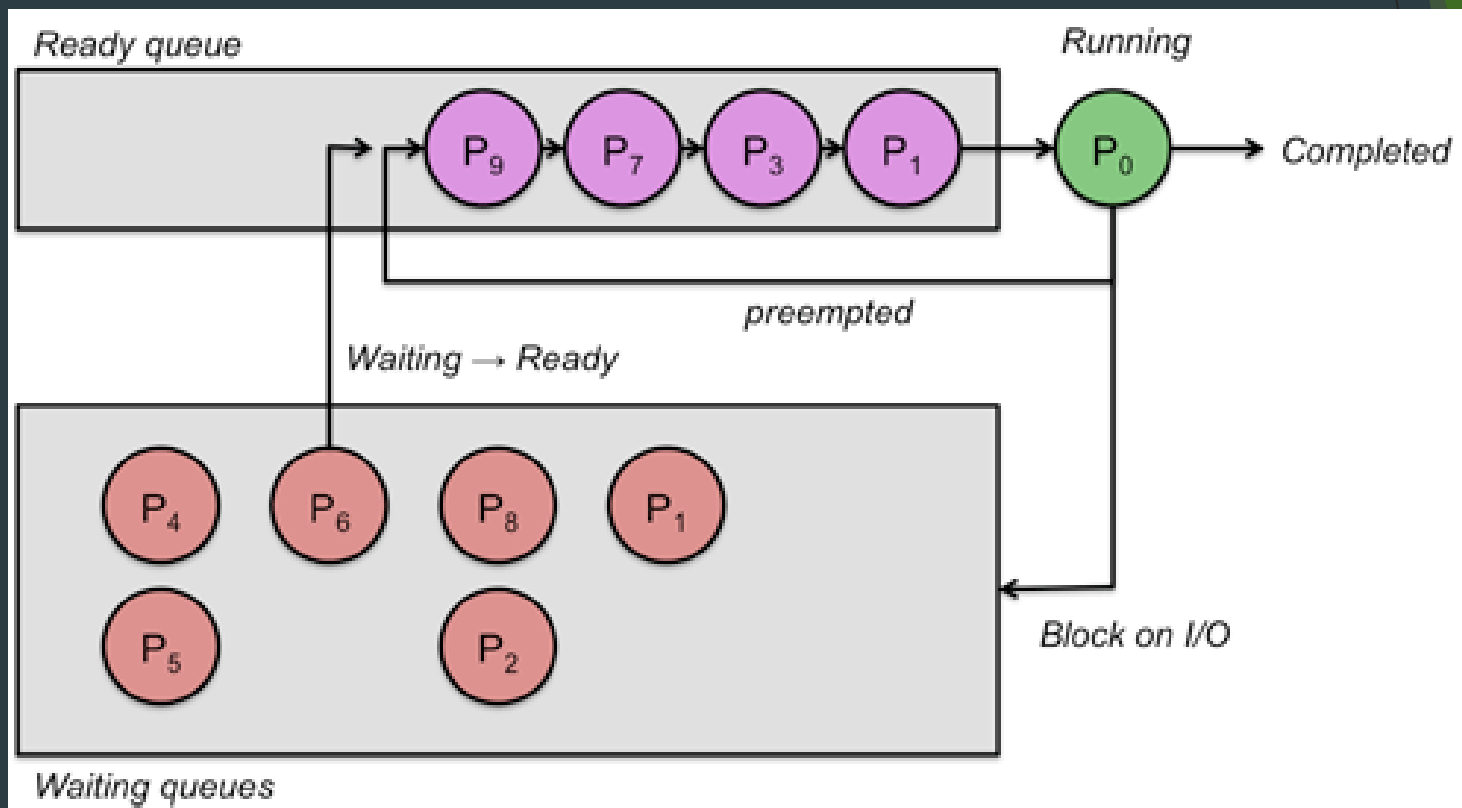 Ready queue
Running
P₉
P₇
P₃
P₁
P₀
Completed
preempted
Waiting → Ready
P₄
P₆
P₈
P₁
P₅
P₂
Block on I/O
Waiting queues